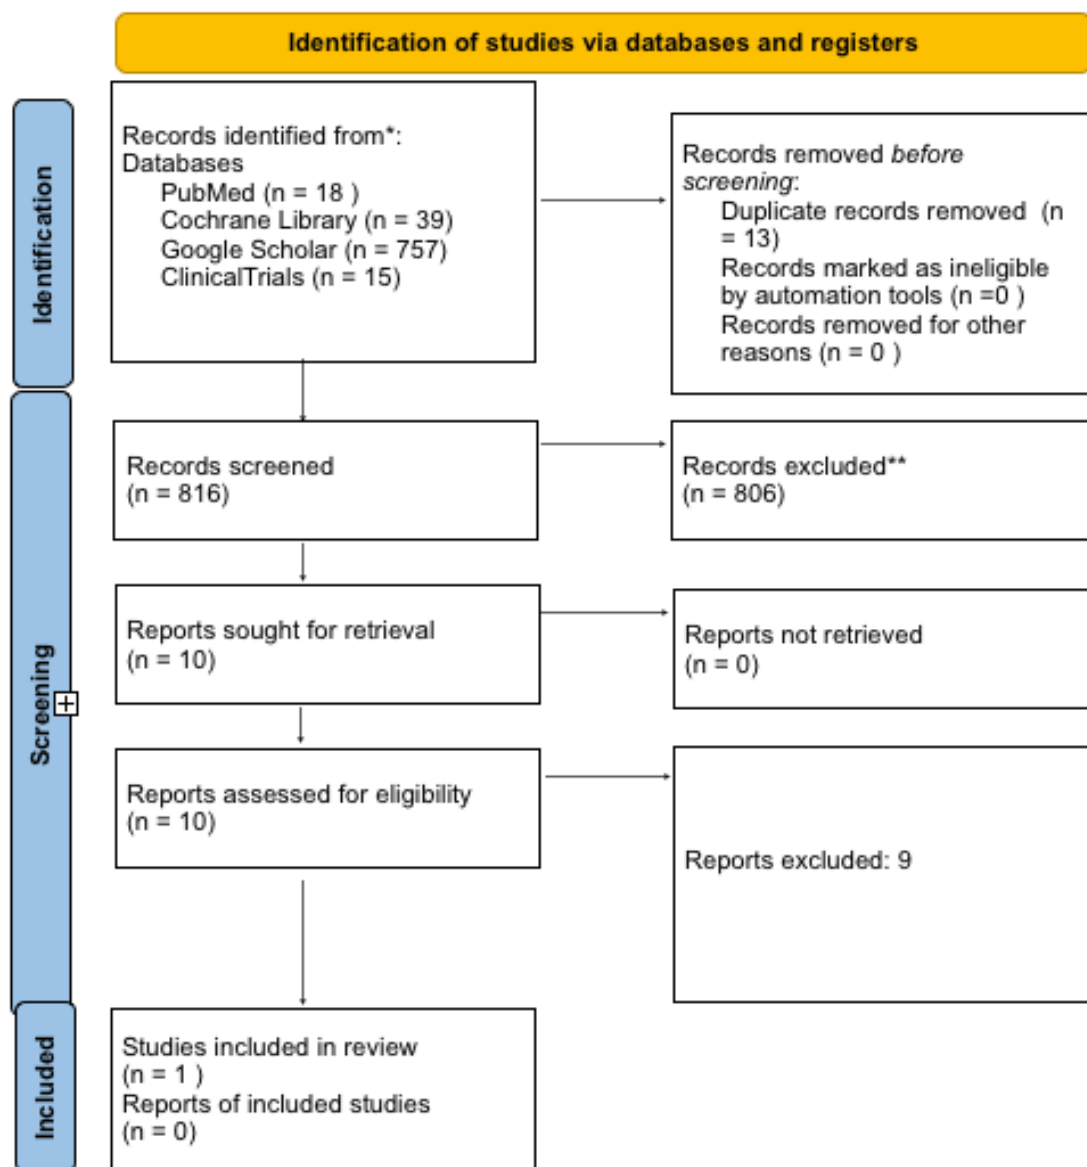 Identification of studies via databases and registers
Identification
Records identified from*:
Databases
PubMed (n = 18 )
Cochrane Library (n = 39)
Google Scholar (n = 757)
ClinicalTrials (n = 15)
Records removed before
screening:
Duplicate records removed  (n
= 13)
Records marked as ineligible
by automation tools (n =0 )
Records removed for other
reasons (n = 0 )
Screening
Records screened
(n = 816)
Records excluded**
(n = 806)
Reports sought for retrieval
(n = 10)
Reports not retrieved
(n = 0)
Reports assessed for eligibility
(n = 10)
Reports excluded: 9
Included
Studies included in review
(n = 1 )
Reports of included studies
(n = 0)